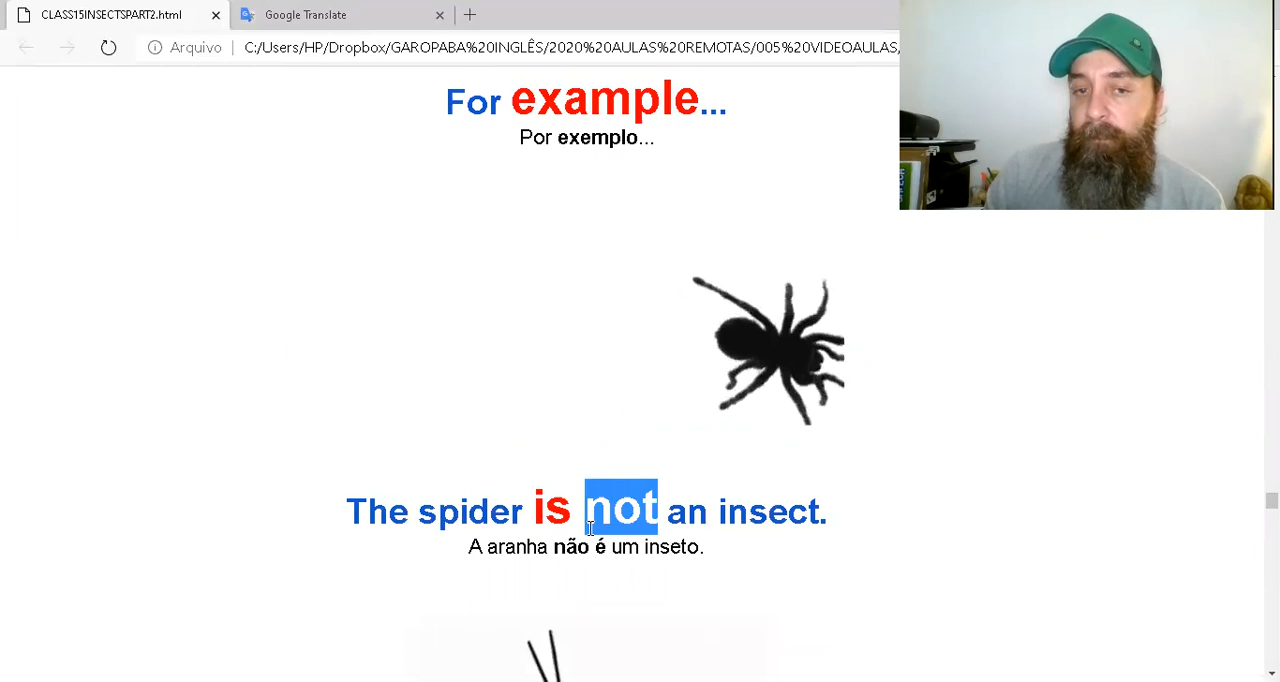 CLASS15INSECTSPART2.html
Google Translate
Arquivo C:/Users/HP/Dropbox/GAROPABA%20INGLÊS/2020%20AULAS%20REMOTAS/005%20VIDEOAULAS,
For example...
Por exemplo...
The spider is not an insect.
A aranha não é um inseto.